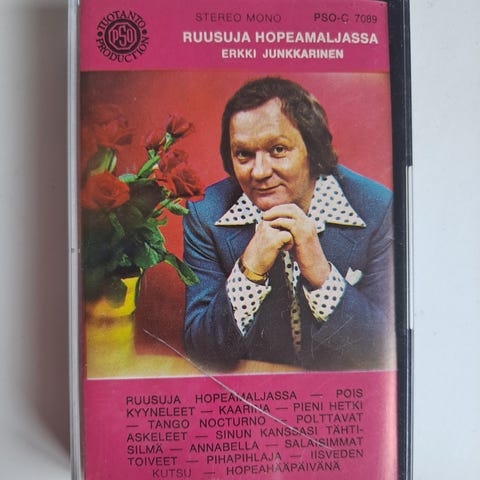 TUOTANTO
PSO
PRODUCTION
STEREO MONO PSO-C 7089
RUUSUJA HOPEAMALJASSA
ERKKI JUNKKARINEN
RUUSUJA HOPEAMALJASSA — POIS
KYYNELEET — KAARINA — PIENI HETKI
— TANGO NOCTURNO — POLTTAVAT
ASKELEET — SINUN KANSSASI TÄHTI-
SILMÄ — ANNABELLA — SALAISIMMAT
TOIVEET — PIHAPIHLAJA — IISVEDEN
KUTSU — HOPEAHÄÄPÄIVÄNÄ